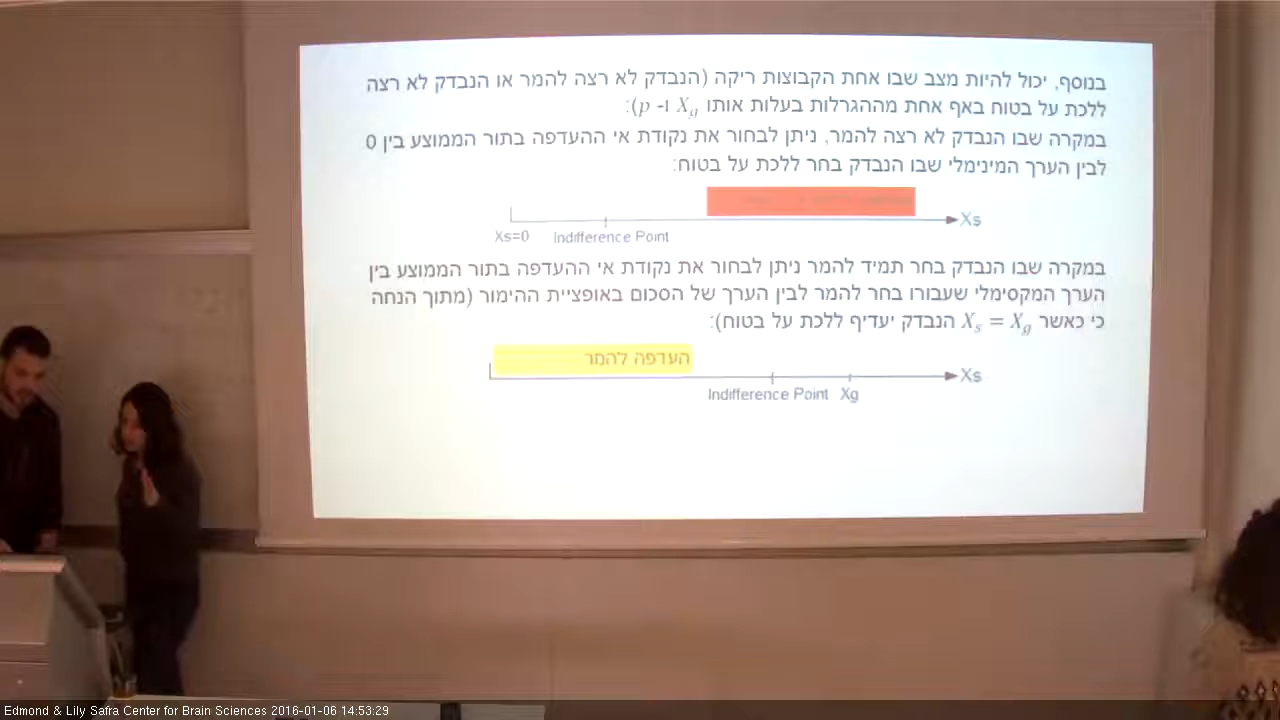 בנוסף, יכול להיות מצב שבו אחת הקבוצות ריקה (הנבדק לא רצה להמר או הנבדק לא רצה
ללכת על בטוח באף אחת מההגרלות בעלות אותו Xg ו- p):
במקרה שבו הנבדק לא רצה להמר, ניתן לבחור את נקודת אי ההעדפה בתור הממוצע בין 0
לבין הערך המינימלי שבו הנבדק בחר ללכת על בטוח:
Xs
Xs=0 Indifference Point
במקרה שבו הנבדק בחר תמיד להמר ניתן לבחור את נקודת אי ההעדפה בתור הממוצע בין
הערך המקסימלי שעבורו בחר להמר לבין הערך של הסכום באופציית ההימור (מתוך הנחה
כי כאשר Xs = Xg הנבדק יעדיף ללכת על בטוח):
העדפה להמר
Xs
Indifference Point Xg
Edmond & Lily Safra Center for Brain Sciences 2016-01-06 14:53:29